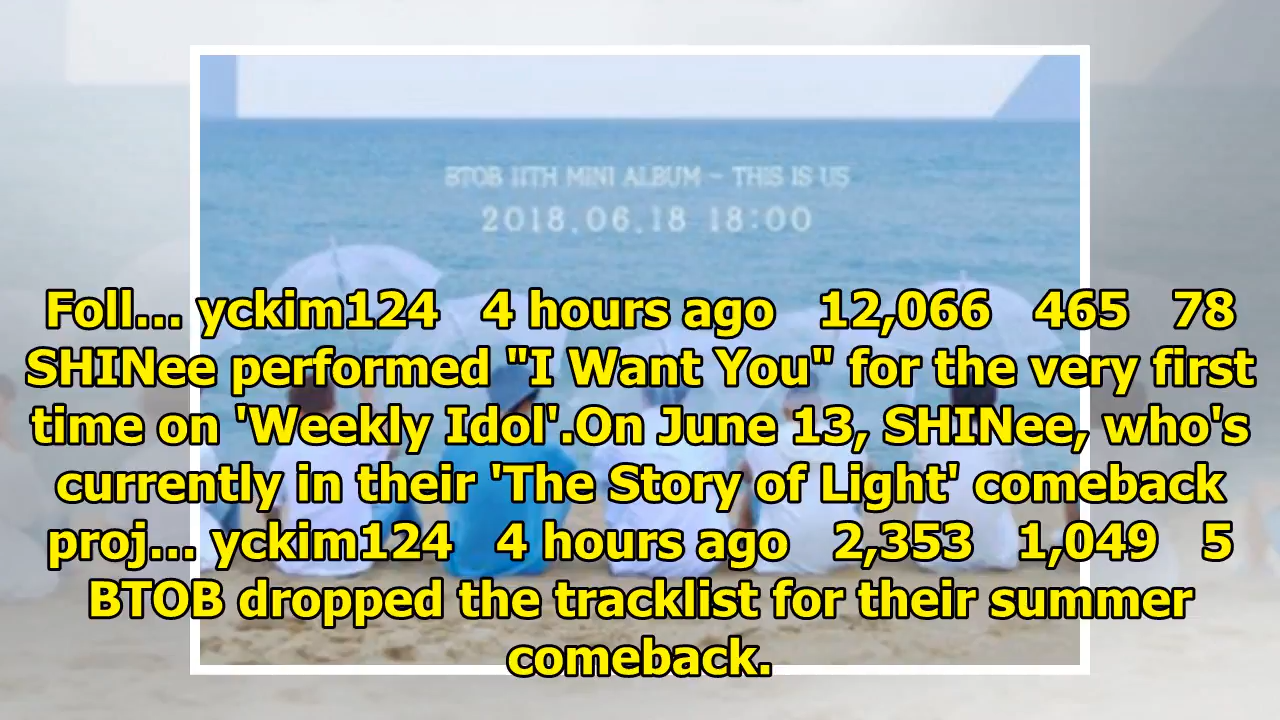 BTOB 11TH MINI ALBUM - THIS IS US
2018.06.18 18:00
Foll... yckim124 4 hours ago 12,066 465 78
SHINee performed "I Want You" for the very first
time on 'Weekly Idol'.On June 13, SHINee, who's
currently in their 'The Story of Light' comeback
proj... yckim124 4 hours ago 2,353 1,049 5
BTOB dropped the tracklist for their summer
comeback.